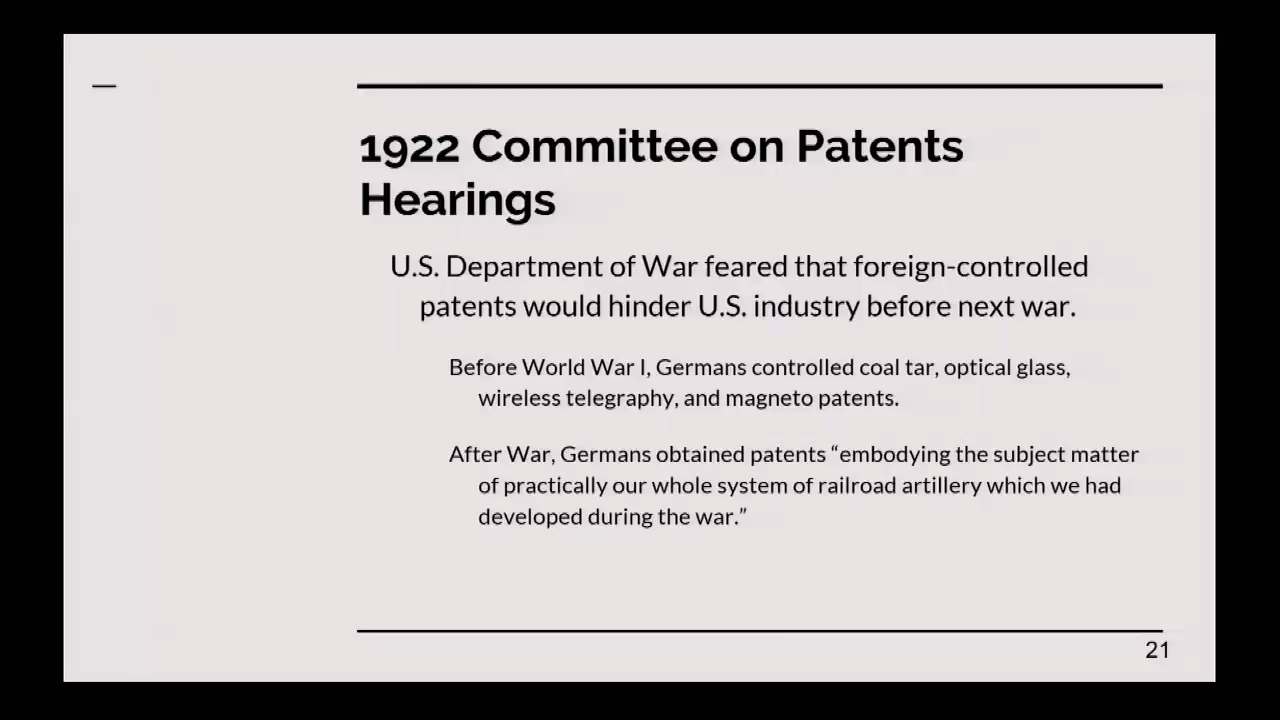 1922 Committee on Patents
Hearings
U.S. Department of War feared that foreign-controlled
patents would hinder U.S. industry before next war.
Before World War I, Germans controlled coal tar, optical glass,
wireless telegraphy, and magneto patents.
After War, Germans obtained patents “embodying the subject matter
of practically our whole system of railroad artillery which we had
developed during the war.”
21